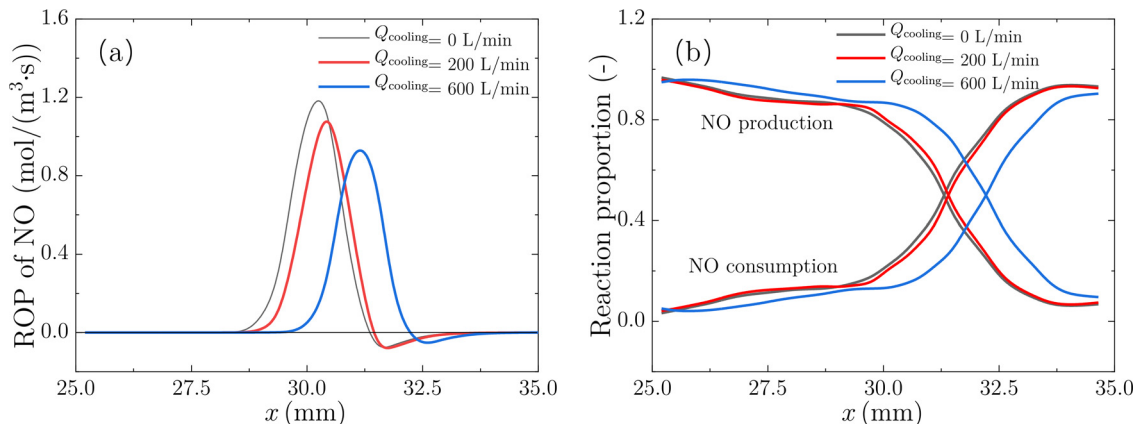 1.6
(a)
Qcooling= 0 L/min
Qcooling= 200 L/min
Qcooling= 600 L/min
1.2
0.8
0.4
0.0
ROP of NO (mol/(m³·s))
25.0 27.5 30.0 32.5 35.0
x (mm)
1.2
(b)
Qcooling= 0 L/min
Qcooling= 200 L/min
Qcooling= 600 L/min
0.8
0.4
0.0
Reaction proportion (-)
NO production
NO consumption
25.0 27.5 30.0 32.5 35.0
x (mm)